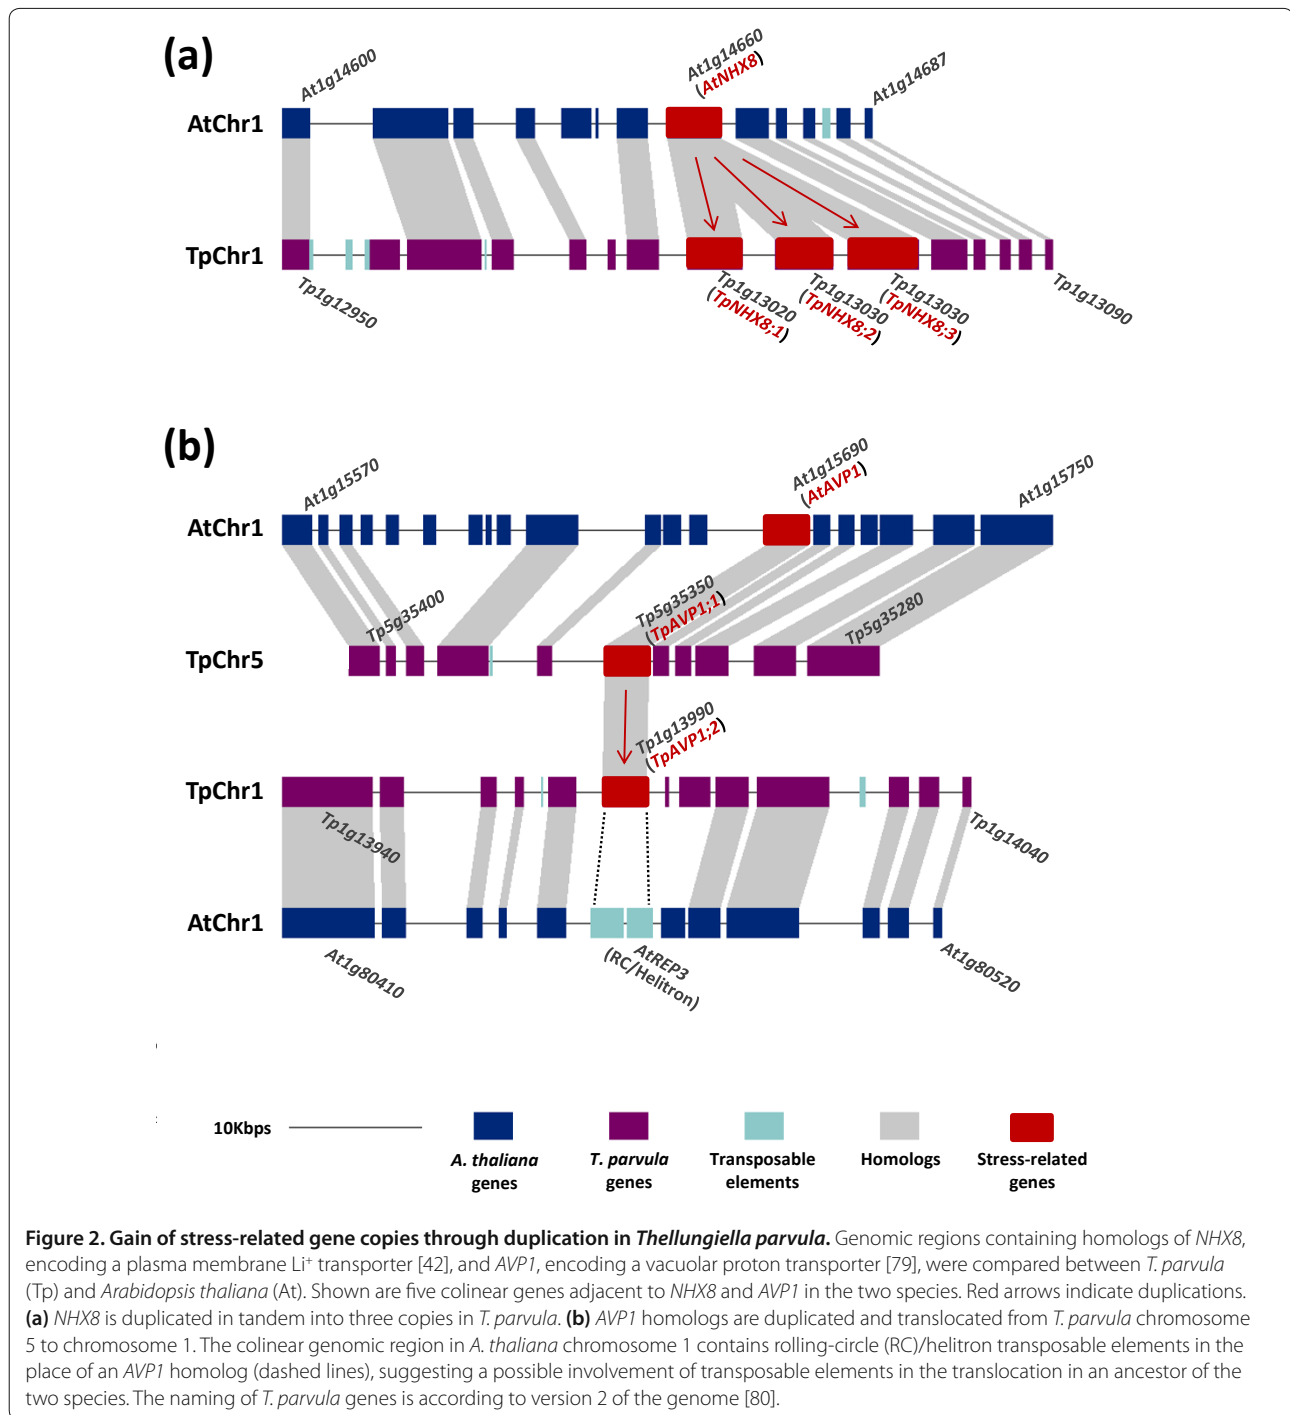 (a)
At1g14600
At1g14660
(AtNHX8)
At1g14687
AtChr1
TpChr1
Tp1g12950
Tp1g13020
(TpNHX8;1)
Tp1g13030
(TpNHX8;2)
Tp1g13030
(TpNHX8;3)
Tp1g13090
(b)
At1g15570
At1g15690
(AtAVP1)
At1g15750
AtChr1
Tp5g35400
Tp5g35350
(TpAVP1;1)
Tp5g35280
TpChr5
Tp1g13990
(TpAVP1;2)
TpChr1
Tp1g13940
Tp1g14040
AtChr1
At1g80410
AtREP3
(RC/Helitron)
At1g80520
10Kbps
A. thaliana
genes
T. parvula
genes
Transposable
elements
Homologs
Stress-related
genes
Figure 2. Gain of stress-related gene copies through duplication in Thellungiella parvula. Genomic regions containing homologs of NHX8,
encoding a plasma membrane Li⁺ transporter [42], and AVP1, encoding a vacuolar proton transporter [79], were compared between T. parvula
(Tp) and Arabidopsis thaliana (At). Shown are five colinear genes adjacent to NHX8 and AVP1 in the two species. Red arrows indicate duplications.
(a) NHX8 is duplicated in tandem into three copies in T. parvula. (b) AVP1 homologs are duplicated and translocated from T. parvula chromosome
5 to chromosome 1. The colinear genomic region in A. thaliana chromosome 1 contains rolling-circle (RC)/helitron transposable elements in the
place of an AVP1 homolog (dashed lines), suggesting a possible involvement of transposable elements in the translocation in an ancestor of the
two species. The naming of T. parvula genes is according to version 2 of the genome [80].